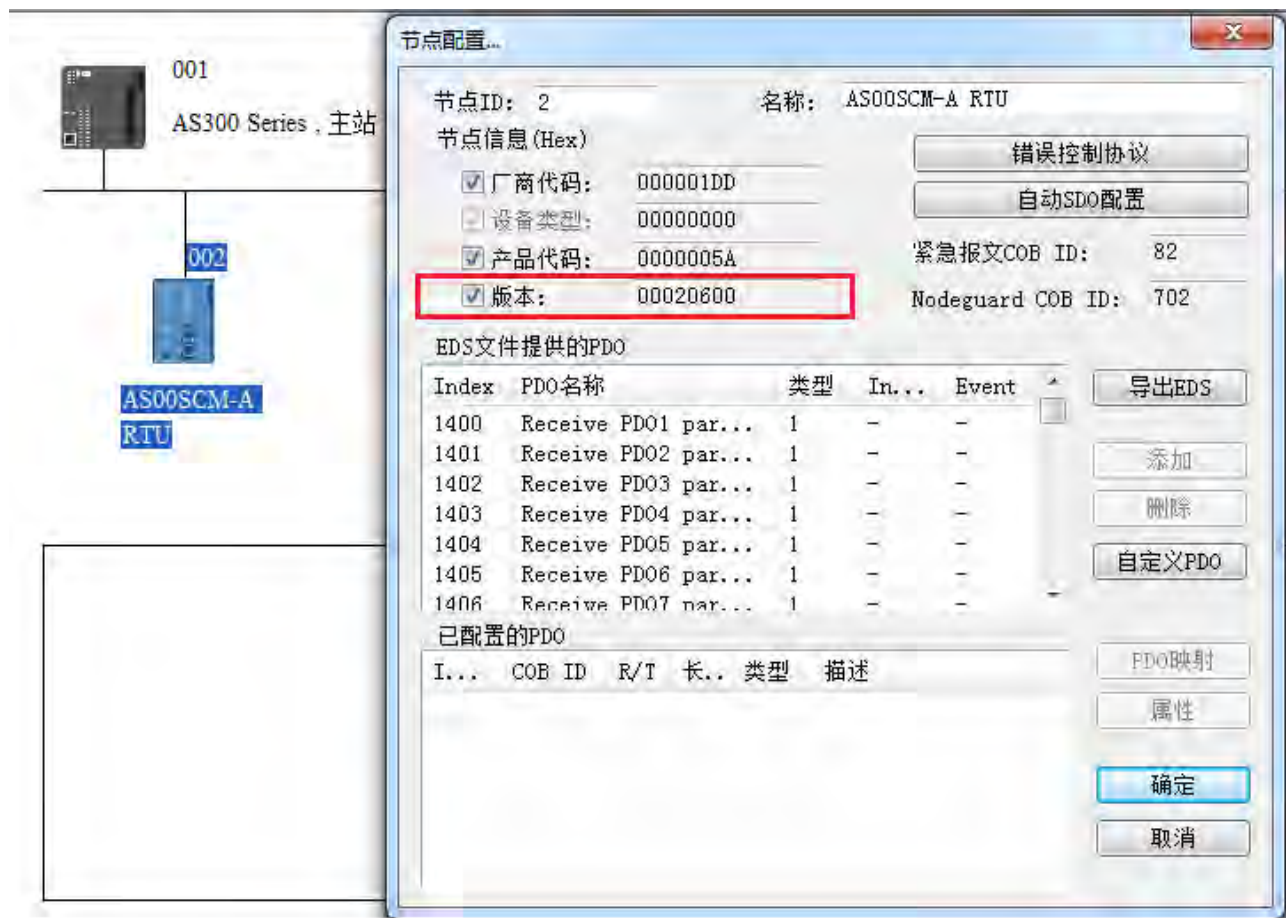 001
AS300 Series , 主站
002
AS00SCM-A
RTU
节点配置...
节点ID: 2
名称: AS00SCM-A RTU
节点信息(Hex)
错误控制协议
厂商代码: 000001DD
自动SDO配置
设备类型: 00000000
紧急报文COB ID: 82
产品代码: 0000005A
版本: 00020600
Nodeguard COB ID: 702
EDS文件提供的PDO
Index PDO名称 类型 In... Event
导出EDS
1400 Receive PDO1 par... 1 - -
1401 Receive PDO2 par... 1 - -
添加
1402 Receive PDO3 par... 1 - -
1403 Receive PDO4 par... 1 - -
删除
1404 Receive PDO5 par... 1 - -
自定义PDO
1405 Receive PDO6 par... 1 - -
1406 Receive PDO7 par... 1 - -
已配置的PDO
I... COB ID R/T 长.. 类型 描述
PDO映射
属性
确定
取消